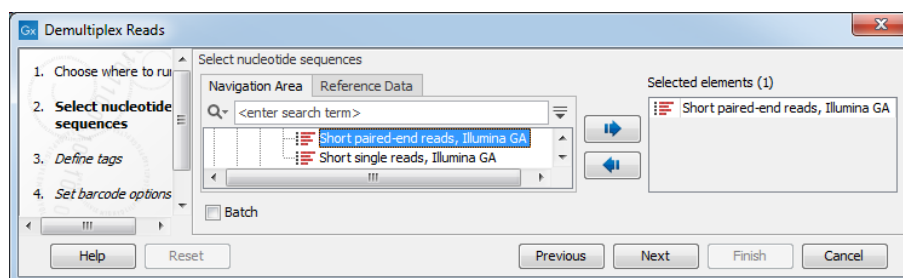 Gx Demultiplex Reads
1. Choose where to run
2. Select nucleotide
sequences
3. Define tags
4. Set barcode options
Select nucleotide sequences
Navigation Area Reference Data
<enter search term>
Short paired-end reads, Illumina GA
Short single reads, Illumina GA
Batch
Selected elements (1)
Short paired-end reads, Illumina GA
Help Reset Previous Next Finish Cancel